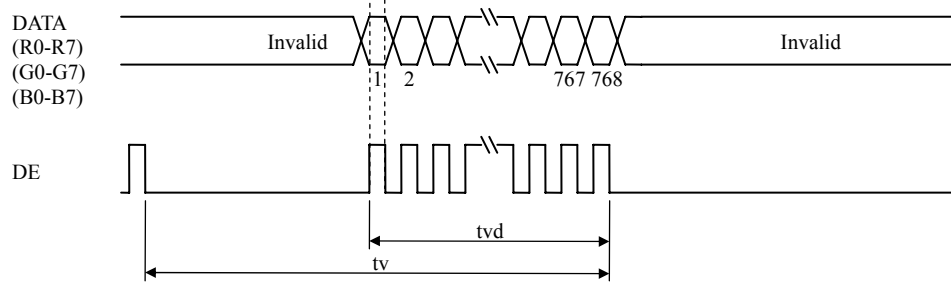 DATA
(R0-R7)
(G0-G7)
(B0-B7)
Invalid
Invalid
1 2 767 768
DE
tvd
tv